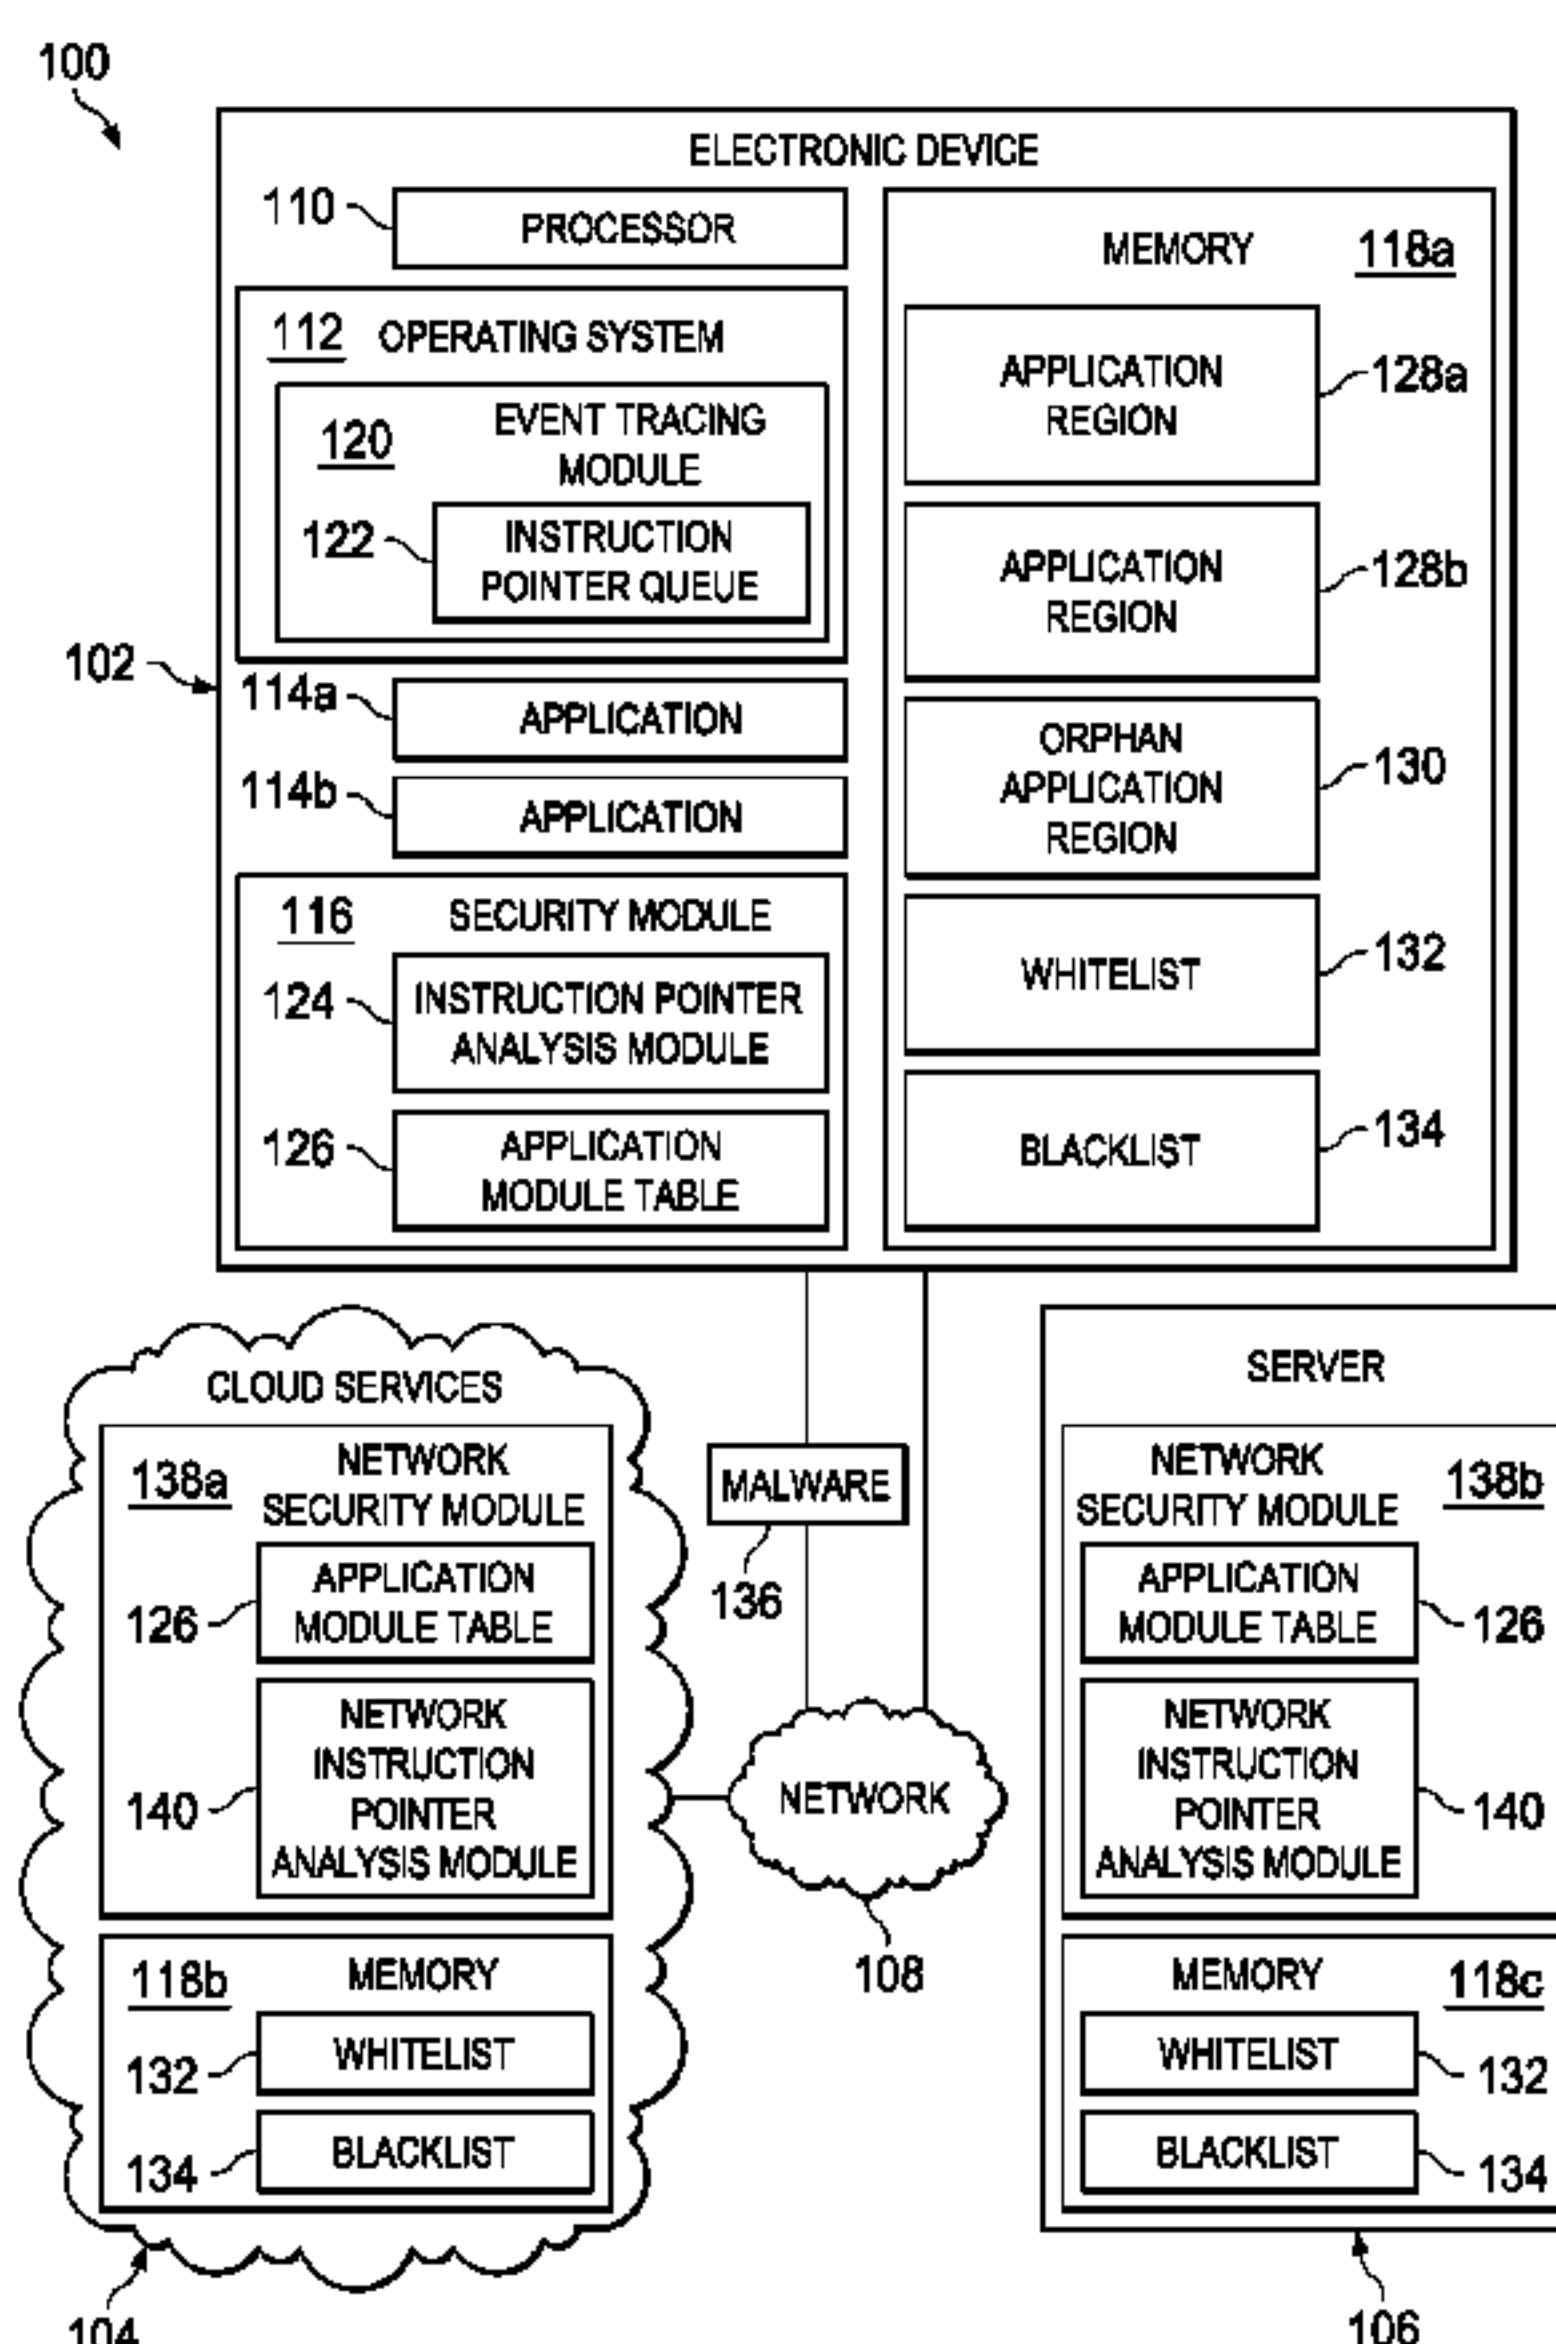 100
ELECTRONIC DEVICE
110
PROCESSOR
112 OPERATING SYSTEM
120
EVENT TRACING
MODULE
122
INSTRUCTION
POINTER QUEUE
102
114a
APPLICATION
114b
APPLICATION
116 SECURITY MODULE
124
INSTRUCTION POINTER
ANALYSIS MODULE
126
APPLICATION
MODULE TABLE
MEMORY 118a
APPLICATION
REGION
128a
APPLICATION
REGION
128b
ORPHAN
APPLICATION
REGION
130
WHITELIST
132
BLACKLIST
134
CLOUD SERVICES
138a
NETWORK
SECURITY MODULE
126
APPLICATION
MODULE TABLE
140
NETWORK
INSTRUCTION
POINTER
ANALYSIS MODULE
118b MEMORY
132
WHITELIST
134
BLACKLIST
104
MALWARE
136
NETWORK
108
SERVER
NETWORK
SECURITY MODULE
138b
APPLICATION
MODULE TABLE
126
NETWORK
INSTRUCTION
POINTER
ANALYSIS MODULE
140
MEMORY 118c
WHITELIST
132
BLACKLIST
134
106